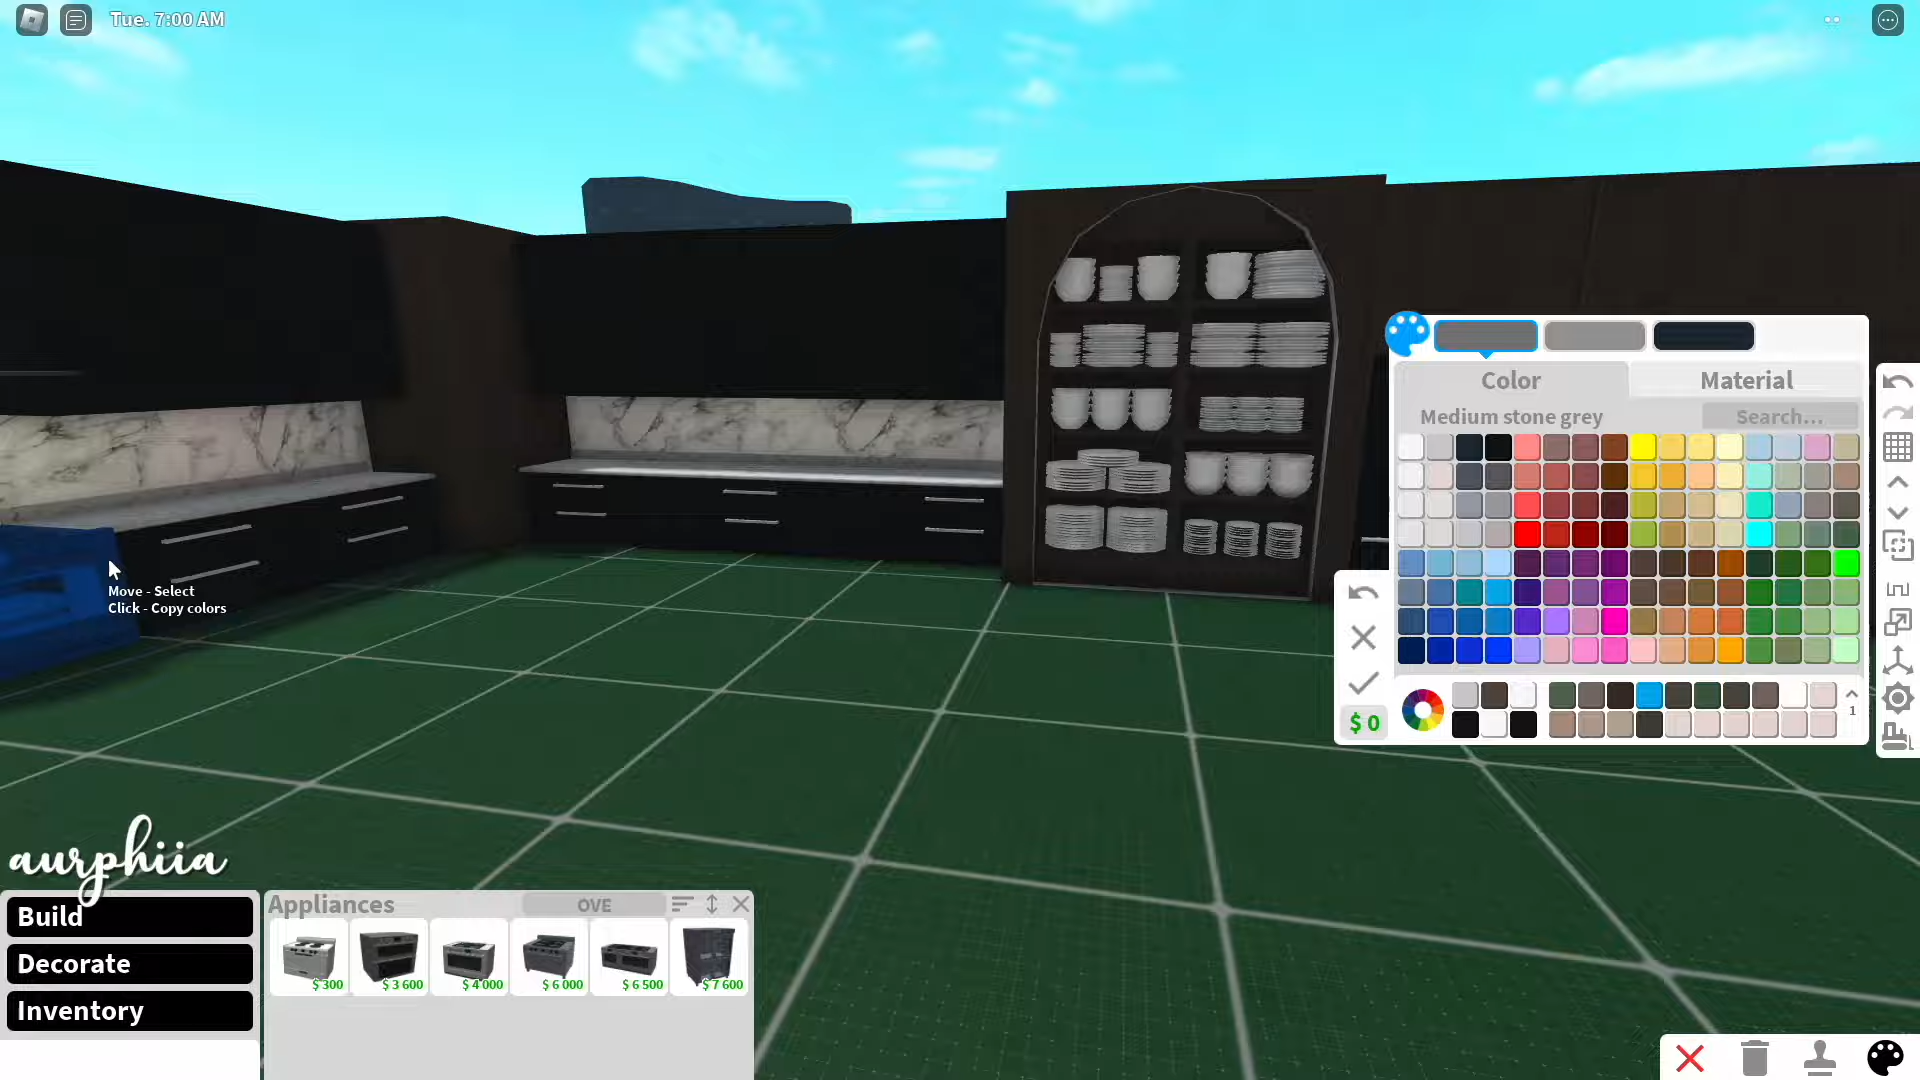 Tue. 7:00 AM
Color
Material
Medium stone grey
Search...
Move - Select
Click - Copy colors
$ 0
1
aurphiia
Build
Decorate
Inventory
Appliances
OVE
$ 300
$ 3 600
$ 4 000
$ 6 000
$ 6 500
$ 7 600